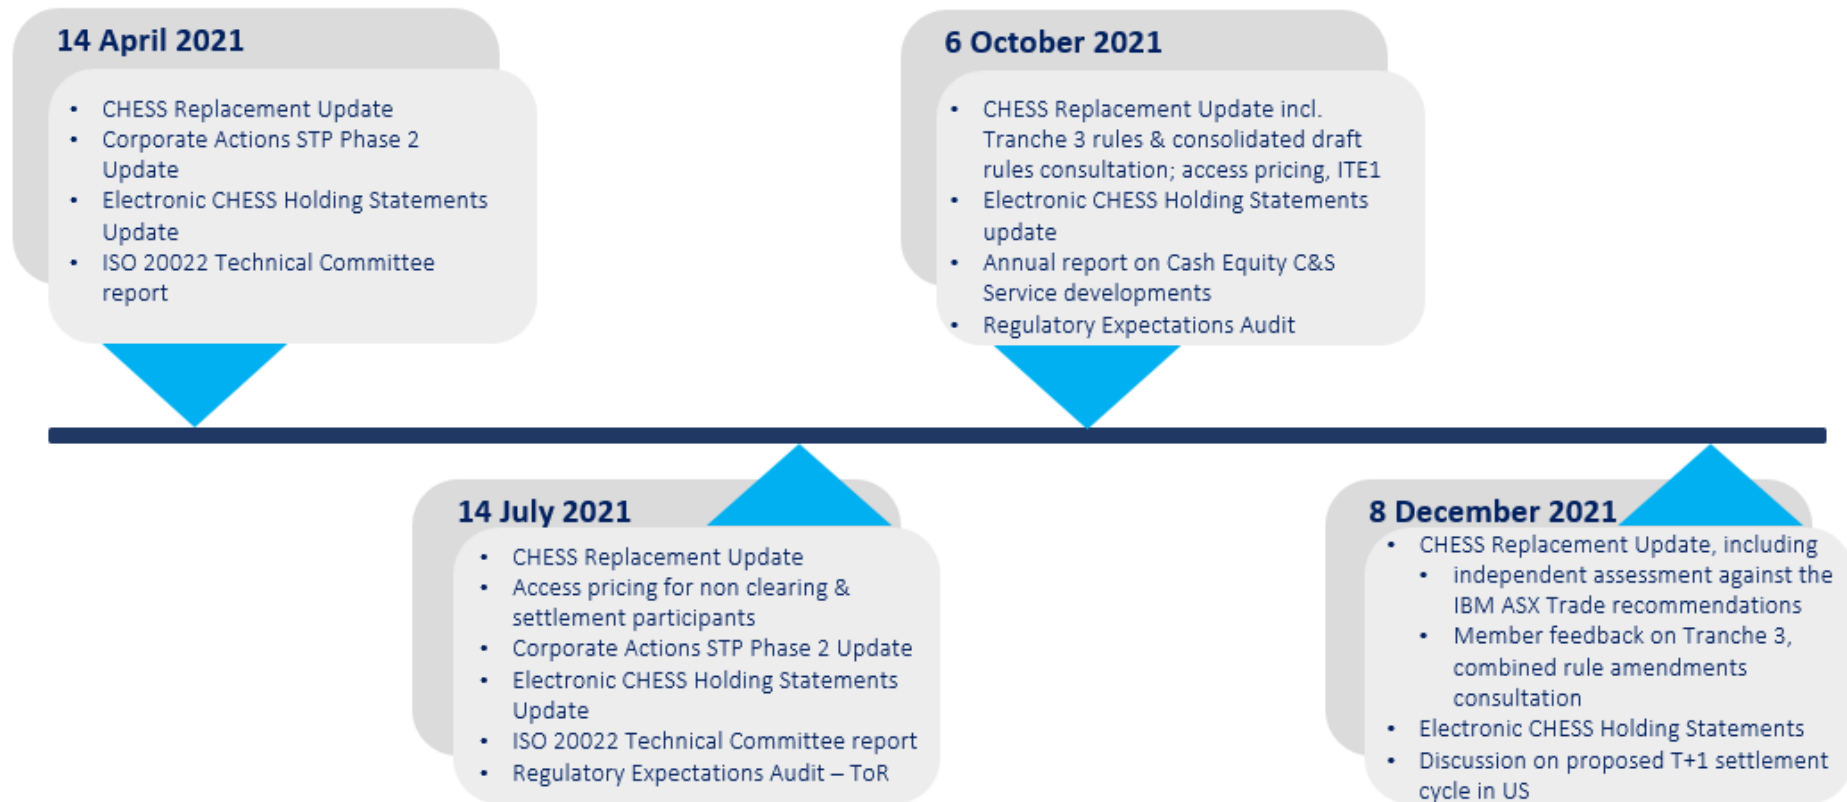 14 April 2021
• CHESS Replacement Update
• Corporate Actions STP Phase 2
Update
• Electronic CHESS Holding Statements
Update
• ISO 20022 Technical Committee
report
6 October 2021
• CHESS Replacement Update incl.
Tranche 3 rules & consolidated draft
rules consultation; access pricing, ITE1
• Electronic CHESS Holding Statements
update
• Annual report on Cash Equity C&S
Service developments
• Regulatory Expectations Audit
14 July 2021
• CHESS Replacement Update
• Access pricing for non clearing &
settlement participants
• Corporate Actions STP Phase 2 Update
• Electronic CHESS Holding Statements
Update
• ISO 20022 Technical Committee report
• Regulatory Expectations Audit – ToR
8 December 2021
• CHESS Replacement Update, including
• independent assessment against the
IBM ASX Trade recommendations
• Member feedback on Tranche 3,
combined rule amendments
consultation
• Electronic CHESS Holding Statements
• Discussion on proposed T+1 settlement
cycle in US